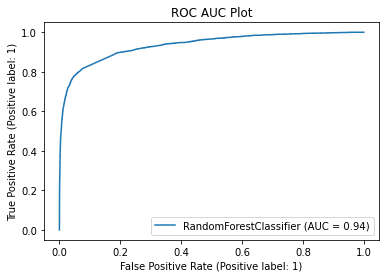 ROC AUC Plot
True Positive Rate (Positive label: 1)
1.0
0.8
0.6
0.4
0.2
0.0
RandomForestClassifier (AUC = 0.94)
0.0 0.2 0.4 0.6 0.8 1.0
False Positive Rate (Positive label: 1)